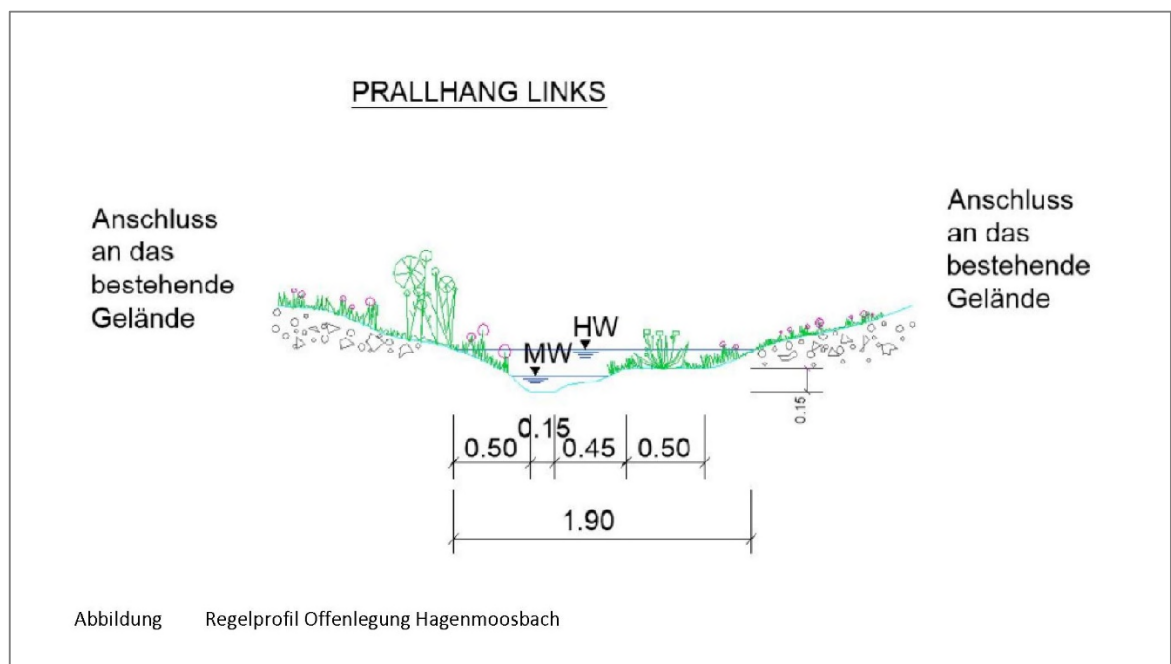 PRALLHANG LINKS
Anschluss
an das
bestehende
Gelände
Anschluss
an das
bestehende
Gelände
HW
MW
0.15
0.15
0.50 0.45 0.50
1.90
Abbildung Regelprofil Offenlegung Hagenmoosbach